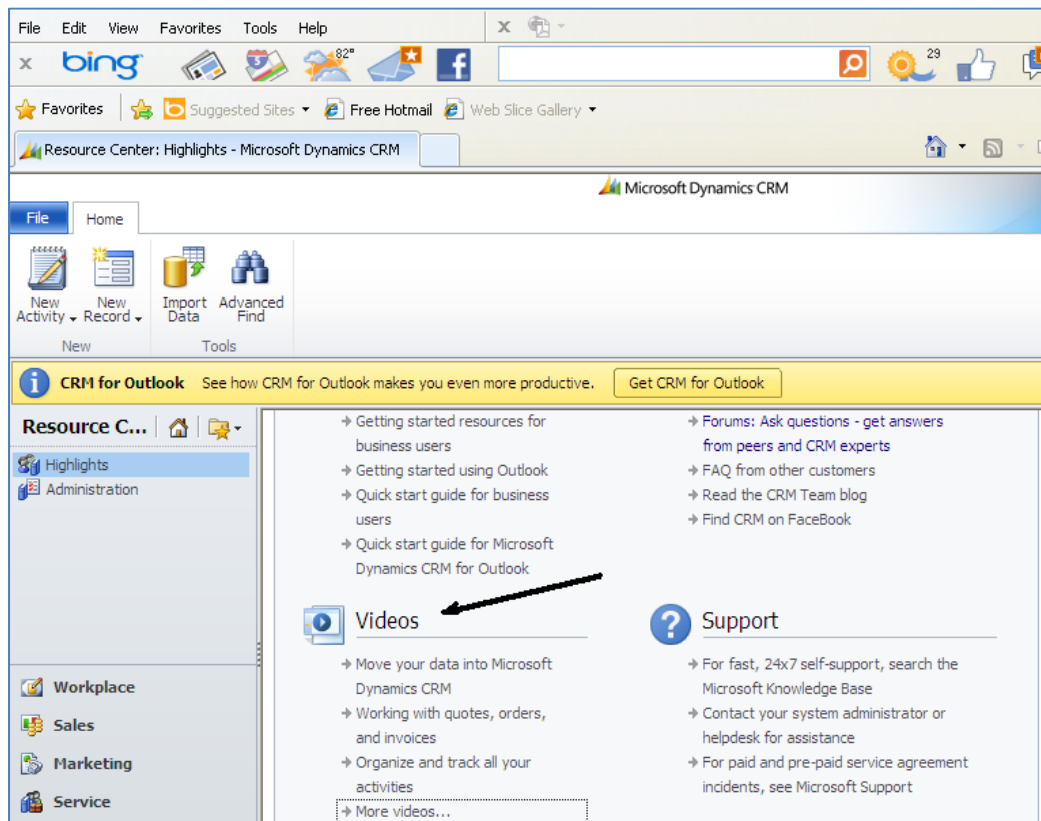 File Edit View Favorites Tools Help
bing 82° 29
Favorites Suggested Sites Free Hotmail Web Slice Gallery
Resource Center: Highlights - Microsoft Dynamics CRM
Microsoft Dynamics CRM
File Home
New Activity
New Record
Import Data
Advanced Find
New Tools
CRM for Outlook See how CRM for Outlook makes you even more productive. Get CRM for Outlook
Resource C...
Highlights
Administration
Workplace
Sales
Marketing
Service
Getting started resources for
business users
Getting started using Outlook
Quick start guide for business
users
Quick start guide for Microsoft
Dynamics CRM for Outlook
Forums: Ask questions - get answers
from peers and CRM experts
FAQ from other customers
Read the CRM Team blog
Find CRM on FaceBook
Videos
Move your data into Microsoft
Dynamics CRM
Working with quotes, orders,
and invoices
Organize and track all your
activities
More videos...
Support
For fast, 24x7 self-support, search the
Microsoft Knowledge Base
Contact your system administrator or
helpdesk for assistance
For paid and pre-paid service agreement
incidents, see Microsoft Support